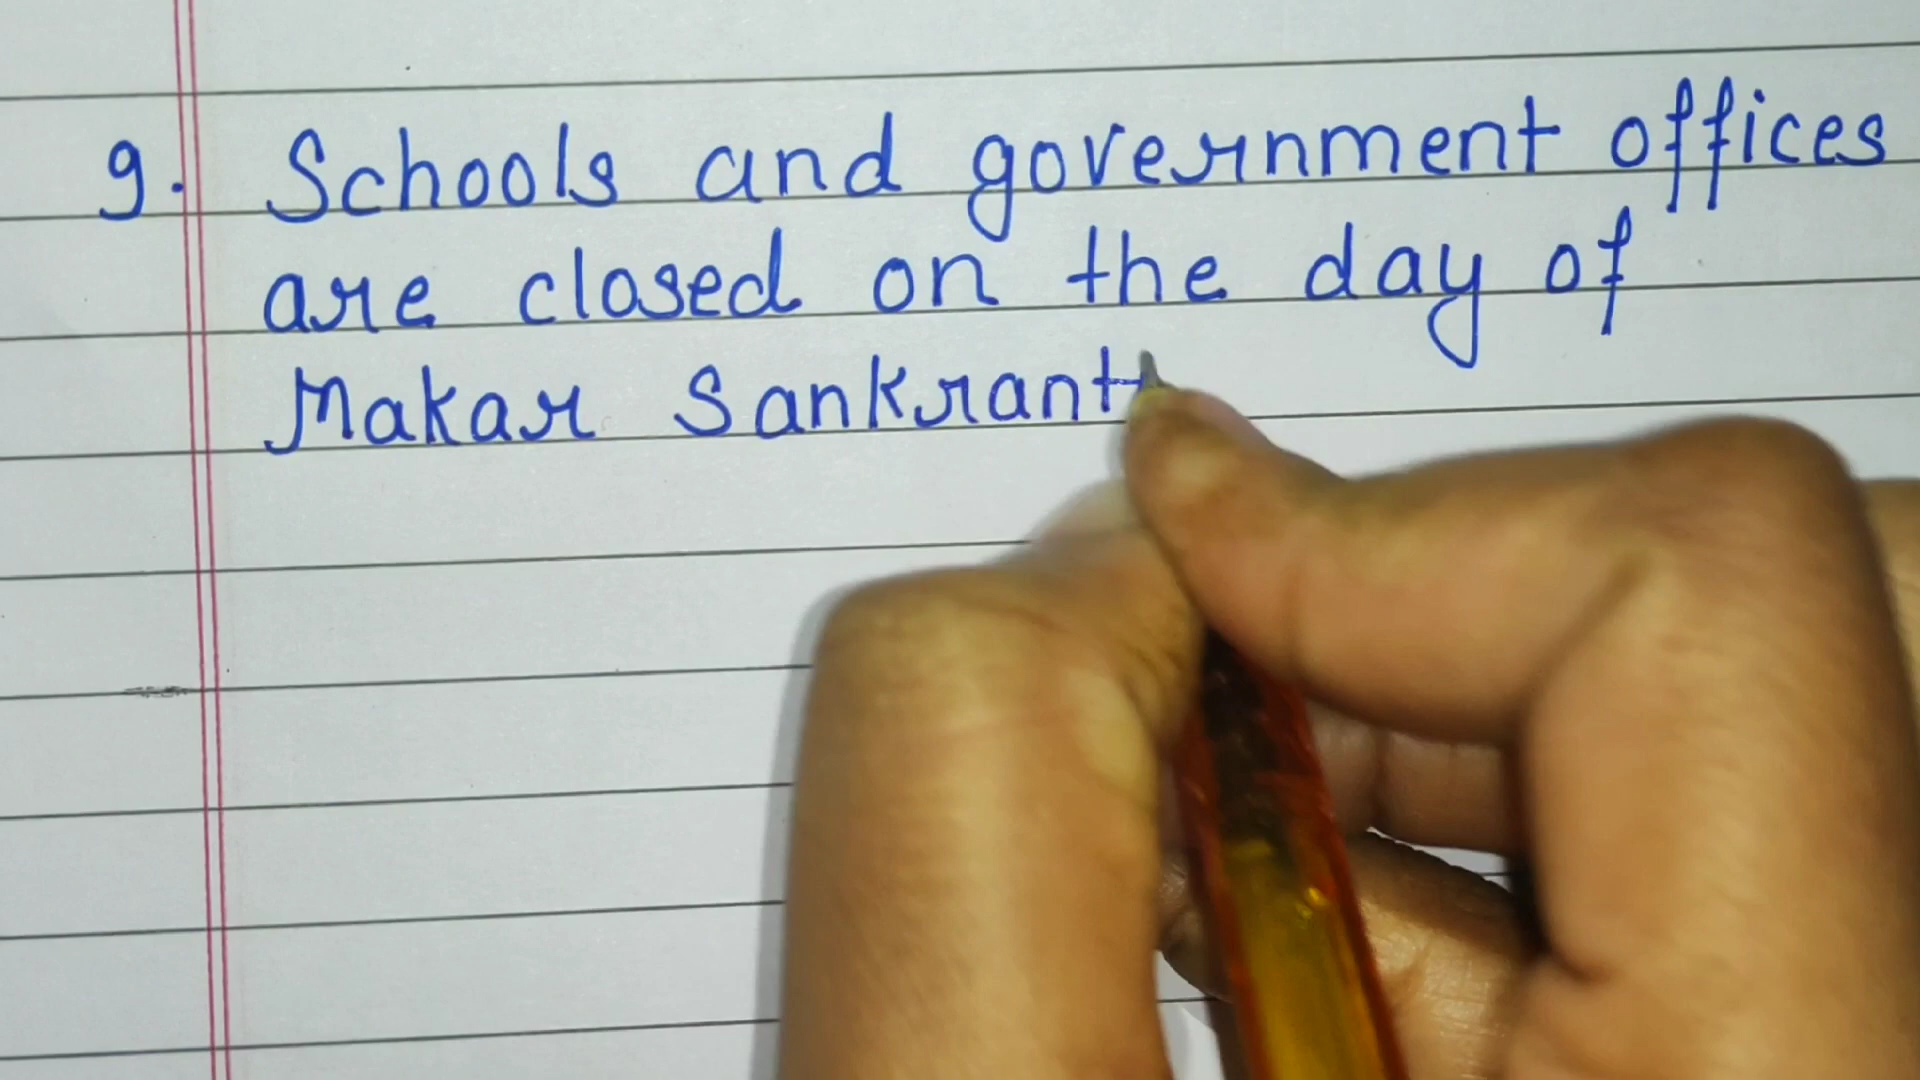 9. Schools and government offices
are closed on the day of
Makar Sankrant